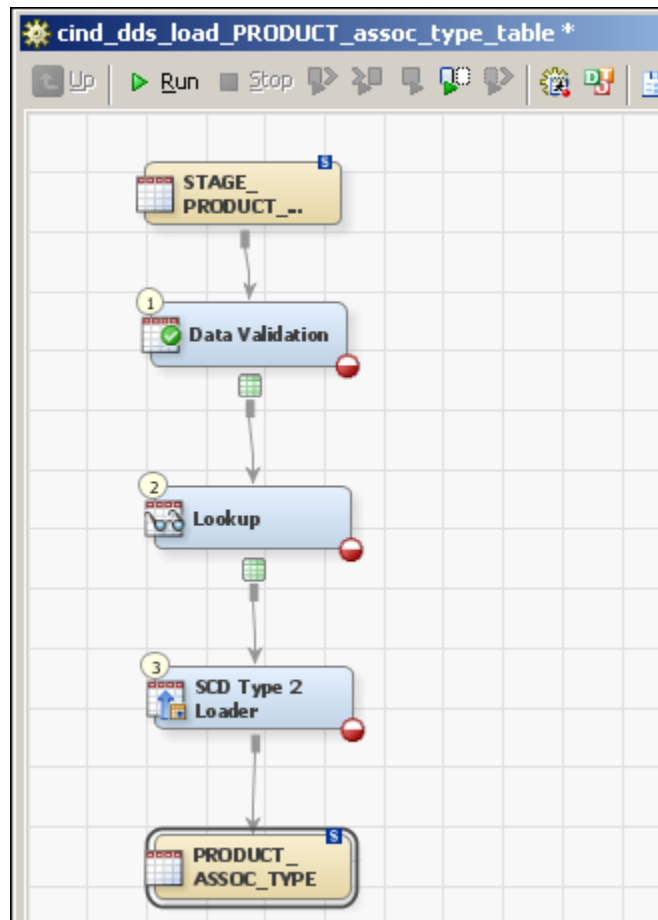 cind_dds_load_PRODUCT_assoc_type_table *
Up Run Stop
S
STAGE_
PRODUCT_...
1
Data Validation
2
Lookup
3
SCD Type 2
Loader
S
PRODUCT_
ASSOC_TYPE